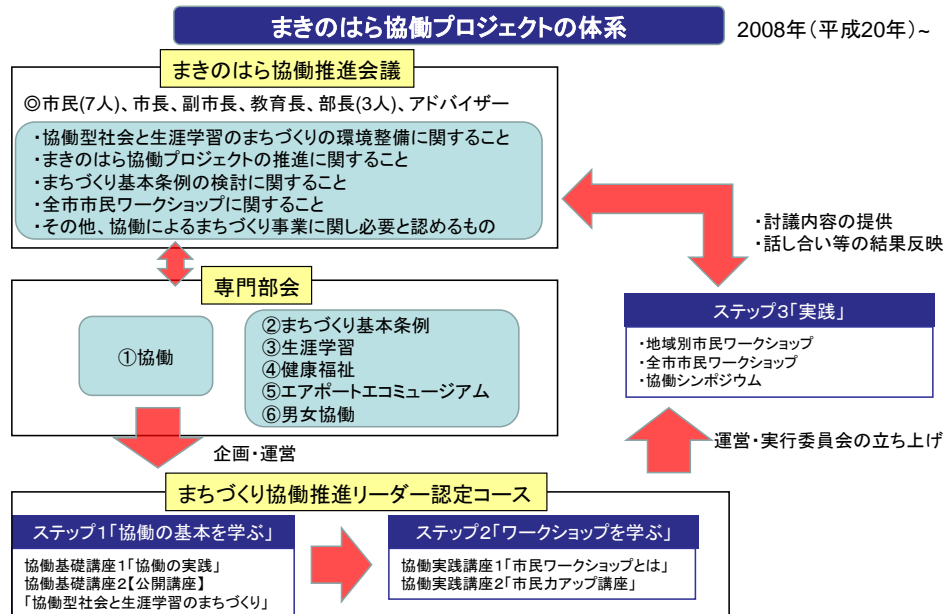 まきのはら協働プロジェクトの体系
2008年(平成20年)~
まきのはら協働推進会議
◎市民(7人)、市長、副市長、教育長、部長(3人)、アドバイザー
・協働型社会と生涯学習のまちづくりの環境整備に関すること
・まきのはら協働プロジェクトの推進に関すること
・まちづくり基本条例の検討に関すること
・全市市民ワークショップに関すること
・その他、協働によるまちづくり事業に関し必要と認めるもの
・討議内容の提供
・話し合い等の結果反映
専門部会
①協働
②まちづくり基本条例
③生涯学習
④健康福祉
⑤エアポートエコミュージアム
⑥男女協働
ステップ3「実践」
・地域別市民ワークショップ
・全市市民ワークショップ
・協働シンポジウム
企画・運営
運営・実行委員会の立ち上げ
まちづくり協働推進リーダー認定コース
ステップ1「協働の基本を学ぶ」
協働基礎講座1「協働の実践」
協働基礎講座2【公開講座】
「協働型社会と生涯学習のまちづくり」
ステップ2「ワークショップを学ぶ」
協働実践講座1「市民ワークショップとは」
協働実践講座2「市民力アップ講座」